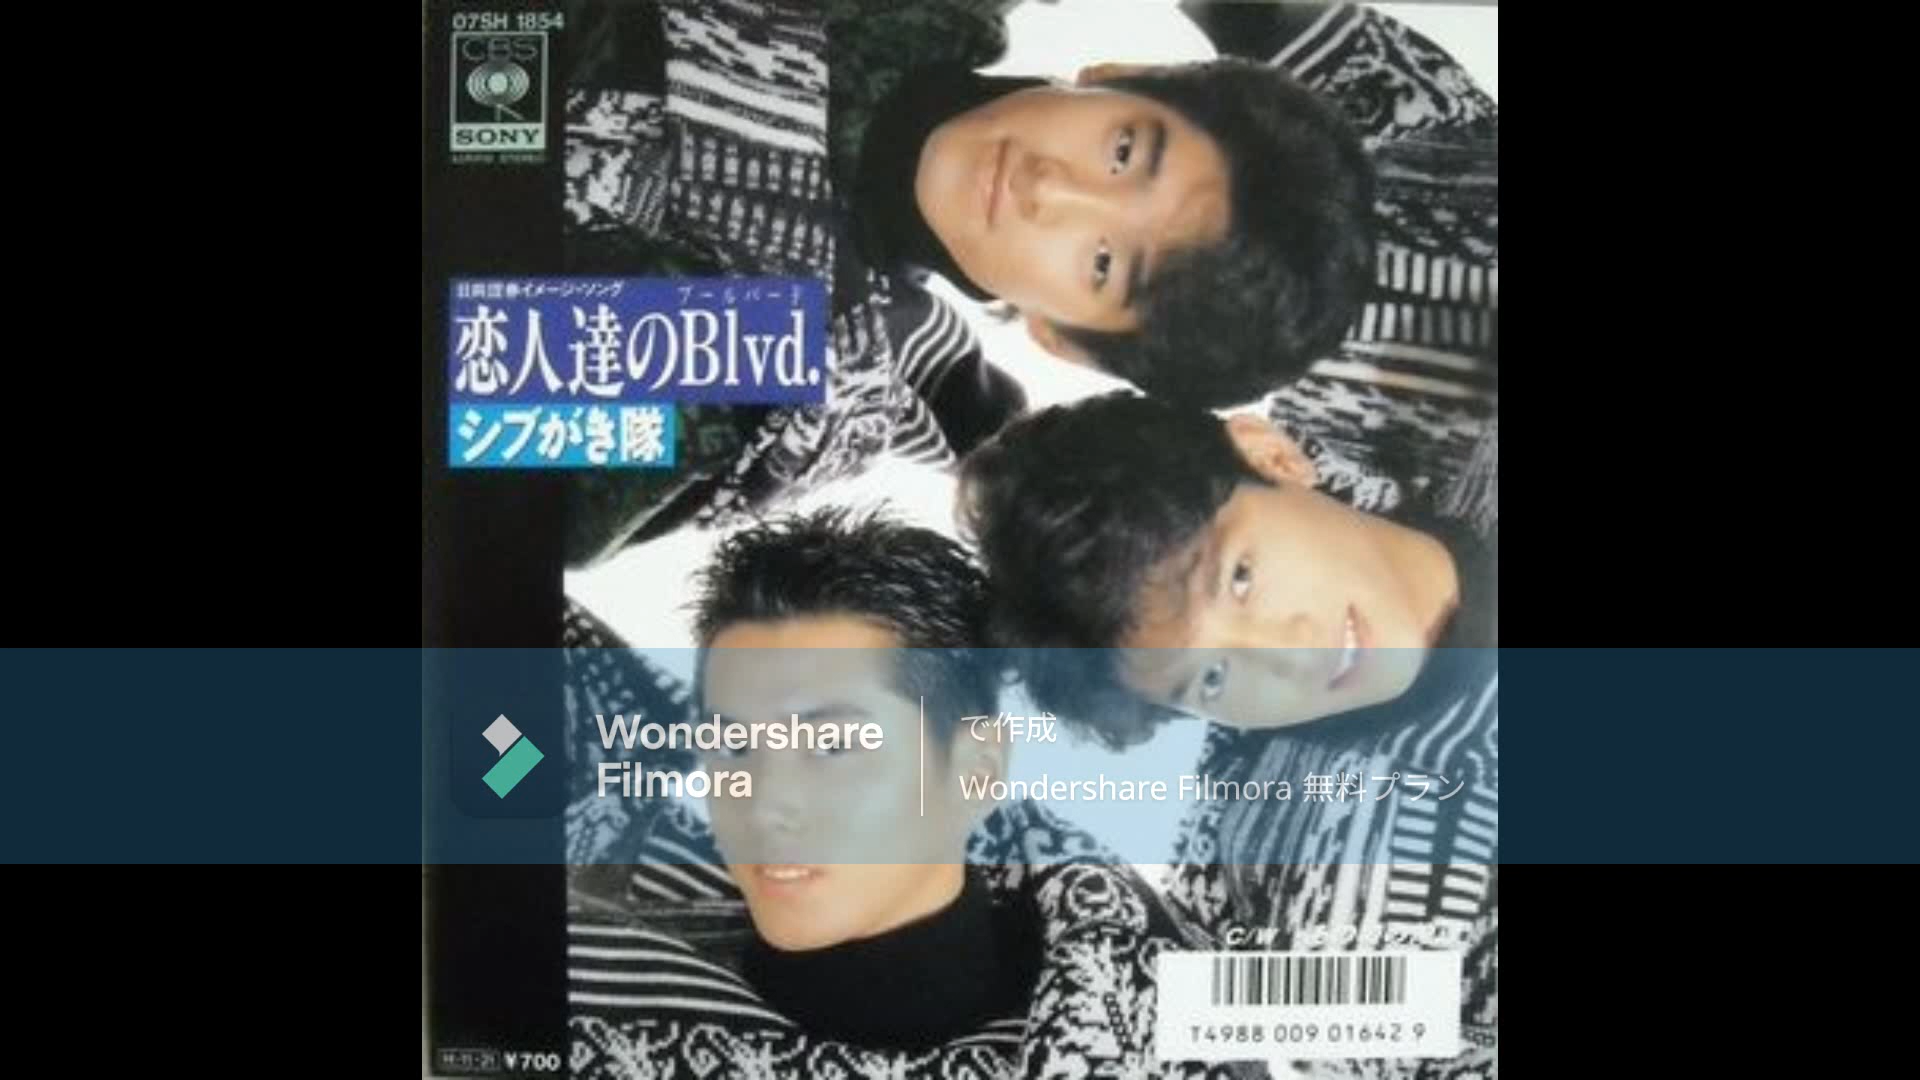 07SH 1854
CBS
SONY
日興証券イメージ・ソング
ブールバード
恋人達のBlvd.
シブがき隊
Wondershare
Filmora
で作成
Wondershare Filmora 無料プラン
C/W
T4988 009 01642 9
¥700